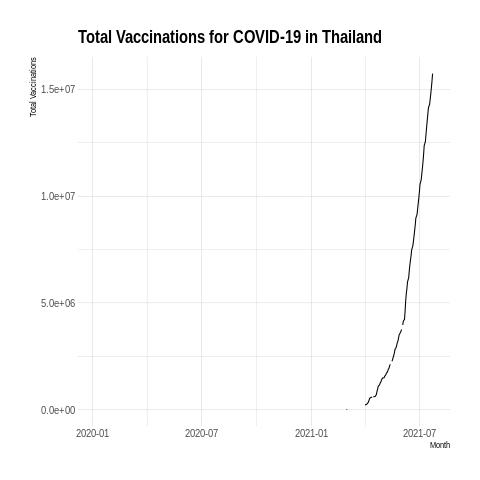 Total Vaccinations for COVID-19 in Thailand
Total Vaccinations
1.5e+07
1.0e+07
5.0e+06
0.0e+00
2020-01 2020-07 2021-01 2021-07
Month